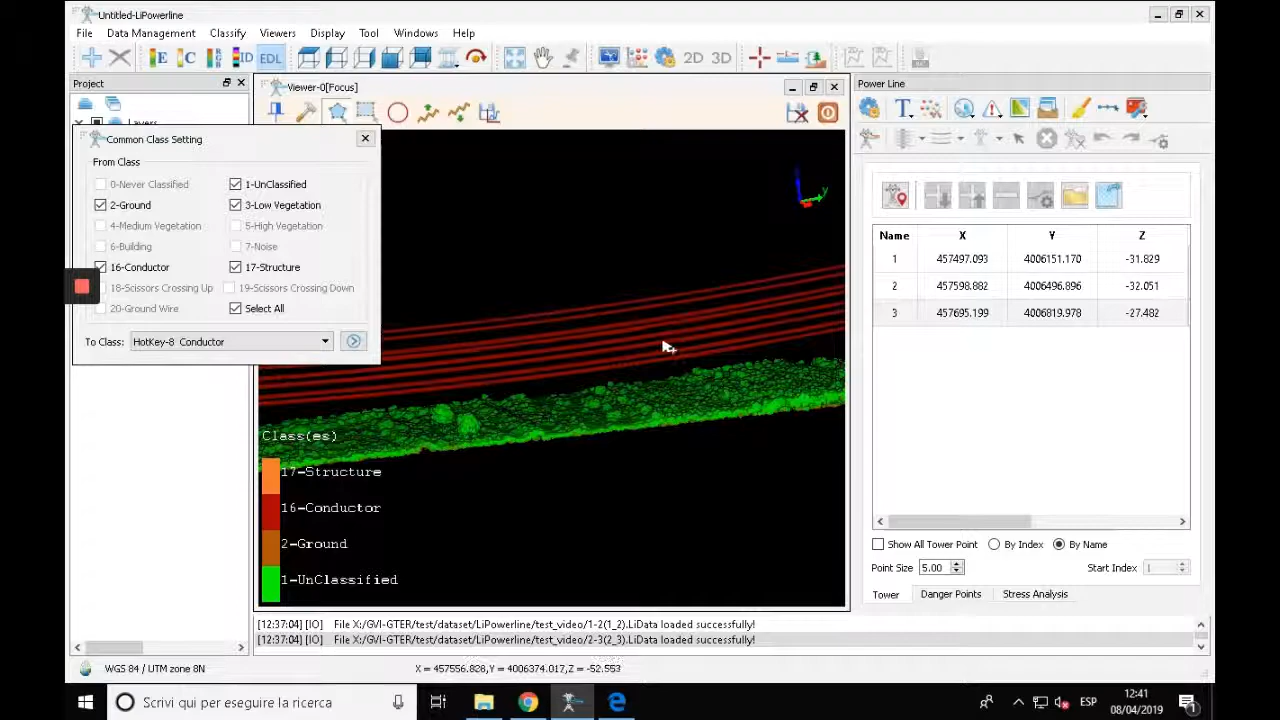 Untitled-LiPowerline
File Data Management Classify Viewers Display Tool Windows Help
EDL
2D 3D
Project
Viewer-0[Focus]
Power Line
Layers
Common Class Setting
From Class
0-Never Classified 1-UnClassified
2-Ground 3-Low Vegetation
4-Medium Vegetation 5-High Vegetation
6-Building 7-Noise
16-Conductor 17-Structure
18-Scissors Crossing Up 19-Scissors Crossing Down
20-Ground Wire Select All
To Class: HotKey-8 Conductor
y
Name X Y Z
1 457497.093 4006151.170 -31.829
2 457598.882 4006496.896 -32.051
3 457695.199 4006819.978 -27.482
Class(es)
17-Structure
16-Conductor
2-Ground
1-UnClassified
Show All Tower Point By Index By Name
Point Size 5.00 Start Index 1
Tower Danger Points Stress Analysis
[12:37:04] [IO] File X:/GVI-GTER/test/dataset/LiPowerline/test_video/1-2(1_2).LiData loaded successfully!
[12:37:04] [IO] File X:/GVI-GTER/test/dataset/LiPowerline/test_video/2-3(2_3).LiData loaded successfully!
WGS 84 / UTM zone 8N
X = 457556.828,Y = 4006374.017,Z = -52.553
Scrivi qui per eseguire la ricerca
ESP
12:41
08/04/2019
1